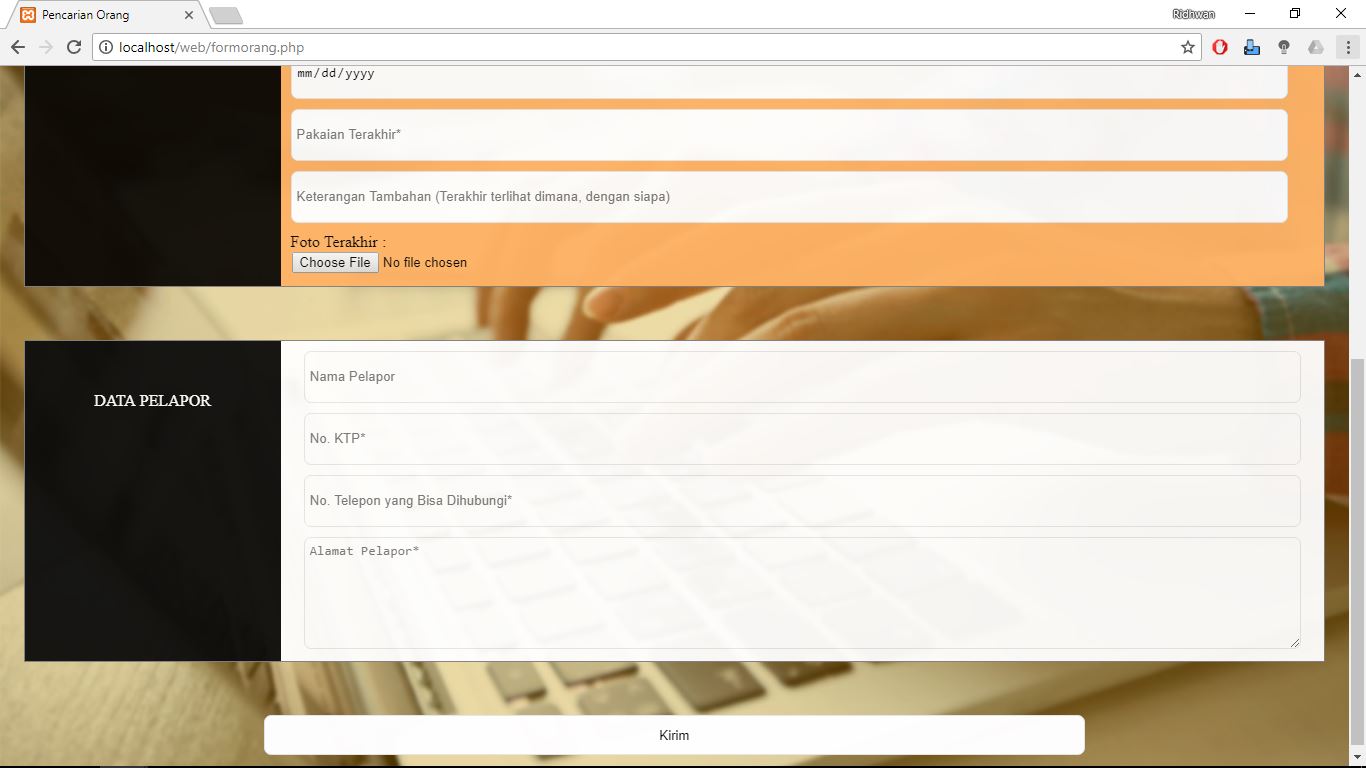 Pencarian Orang
Ridhwan
localhost/web/formorang.php
mm/dd/yyyy
Pakaian Terakhir*
Keterangan Tambahan (Terakhir terlihat dimana, dengan siapa)
Foto Terakhir :
Choose File No file chosen
DATA PELAPOR
Nama Pelapor
No. KTP*
No. Telepon yang Bisa Dihubungi*
Alamat Pelapor*
Kirim